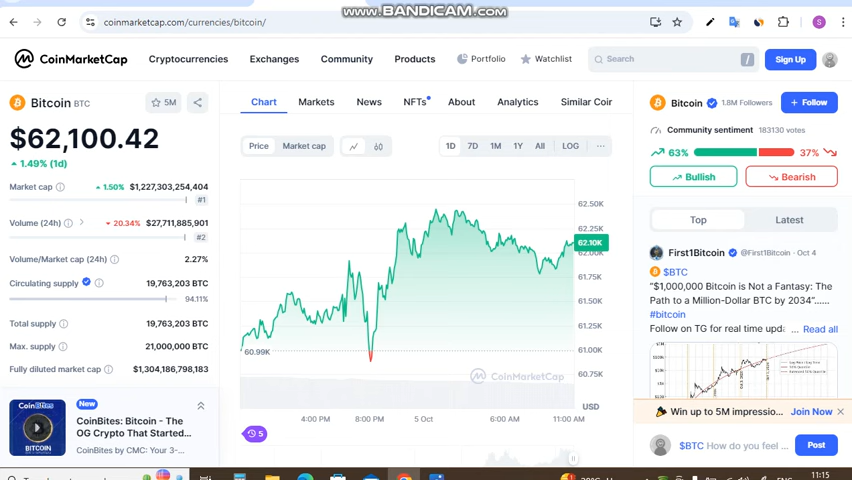 www.BANDICAM.com
coinmarketcap.com/currencies/bitcoin/
S
CoinMarketCap
Cryptocurrencies
Exchanges
Community
Products
Portfolio
Watchlist
Search
/
Sign Up
Bitcoin BTC
5M
$62,100.42
1.49% (1d)
Market cap
1.50% $1,227,303,254,404
#1
Volume (24h)
20.34% $27,711,885,901
#2
Volume/Market cap (24h)
2.27%
Circulating supply
19,763,203 BTC
94.11%
Total supply
19,763,203 BTC
Max. supply
21,000,000 BTC
Fully diluted market cap
$1,304,186,798,183
CoinBites
BITCOIN
New
CoinBites: Bitcoin - The
OG Crypto That Started...
CoinBites by CMC: Your 3-...
Chart
Markets
News
NFTs
About
Analytics
Similar Coin
Price
Market cap
1D
7D
1M
1Y
All
LOG
...
62.50K
62.25K
62.10K
62.00K
61.75K
61.50K
61.25K
61.00K
60.75K
60.99K
CoinMarketCap
USD
4:00 PM
8:00 PM
5 Oct
6:00 AM
11:00 AM
5
Bitcoin
1.8M Followers
+ Follow
Community sentiment
183130 votes
63%
37%
Bullish
Bearish
Top
Latest
First1Bitcoin @First1Bitcoin · Oct 4
$BTC
“$1,000,000 Bitcoin is Not a Fantasy: The
Path to a Million-Dollar BTC by 2034”......
#bitcoin
Follow on TG for real time upda ... Read all
Win up to 5M impressio...
Join Now
$BTC How do you feel ...
Post
ENG
11:15